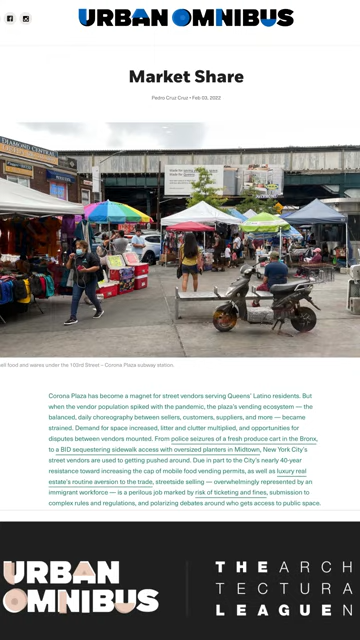 URBAN OMNIBUS
Market Share
Pedro Cruz Cruz • Feb 03, 2022
DIAMOND CENTRAL
sell food and wares under the 103rd Street – Corona Plaza subway station.
Corona Plaza has become a magnet for street vendors serving Queens' Latino residents. But
when the vendor population spiked with the pandemic, the plaza's vending ecosystem — the
balanced, daily choreography between sellers, customers, suppliers, and more — became
strained. Demand for space increased, litter and clutter multiplied, and opportunities for
disputes between vendors mounted. From police seizures of a fresh produce cart in the Bronx,
to a BID sequestering sidewalk access with oversized planters in Midtown, New York City's
street vendors are used to getting pushed around. Due in part to the City's nearly 40-year
resistance toward increasing the cap of mobile food vending permits, as well as luxury real
estate's routine aversion to the trade, streetside selling — overwhelmingly represented by an
immigrant workforce — is a perilous job marked by risk of ticketing and fines, submission to
complex rules and regulations, and polarizing debates around who gets to access public space.
URBAN
OMNIBUS
THE ARCH
TECTURA
LEAGUE N